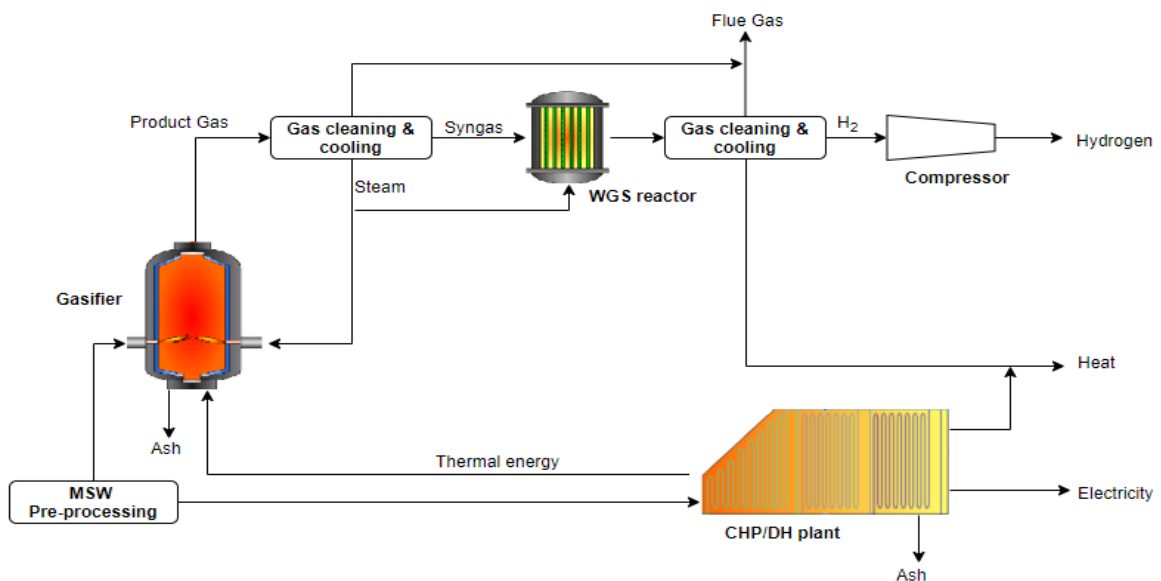 Flue Gas
Product Gas
Gas cleaning &
cooling
Syngas
Gas cleaning &
cooling
H₂
Hydrogen
Compressor
Steam
WGS reactor
Gasifier
Heat
Ash
Thermal energy
MSW
Pre-processing
Electricity
CHP/DH plant
Ash